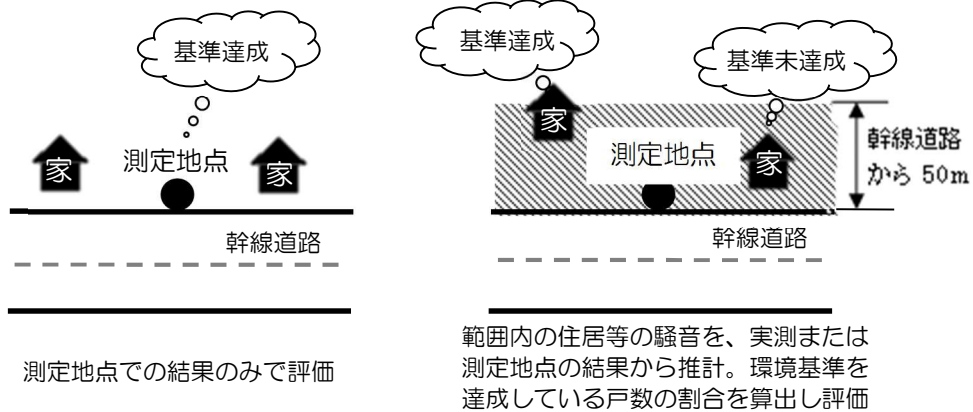 基準達成
家
測定地点
家
幹線道路
測定地点での結果のみで評価
基準達成
基準未達成
家
測定地点
家
幹線道路
から 50m
幹線道路
範囲内の住居等の騒音を、実測または
測定地点の結果から推計。環境基準を
達成している戸数の割合を算出し評価